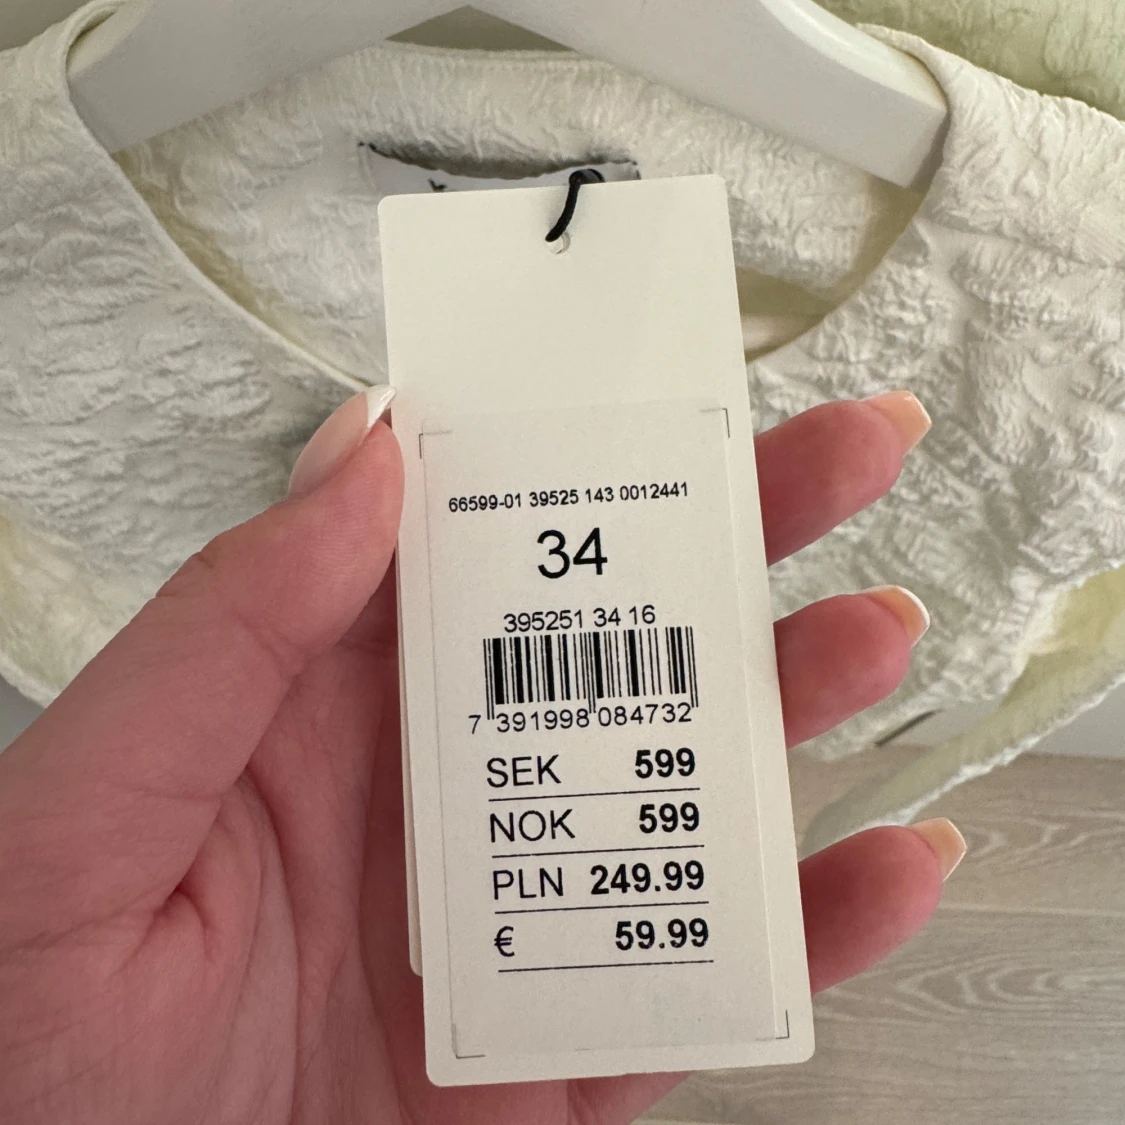 66599-01 39525 143 0012441
34
395251 34 16
7 391998 084732
SEK 599
NOK 599
PLN 249.99
€ 59.99